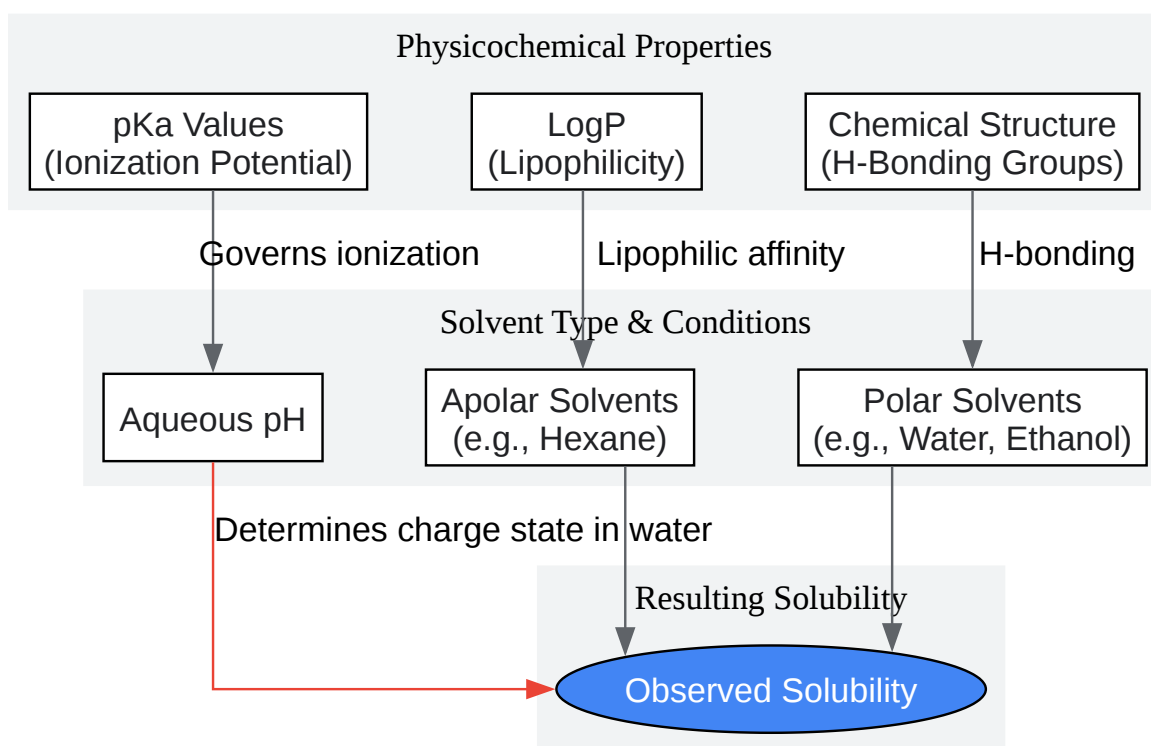 Physicochemical Properties
pKa Values
(Ionization Potential)
LogP
(Lipophilicity)
Chemical Structure
(H-Bonding Groups)
Governs ionization
Lipophilic affinity
H-bonding
Solvent Type & Conditions
Aqueous pH
Apolar Solvents
(e.g., Hexane)
Polar Solvents
(e.g., Water, Ethanol)
Determines charge state in water
Resulting Solubility
Observed Solubility